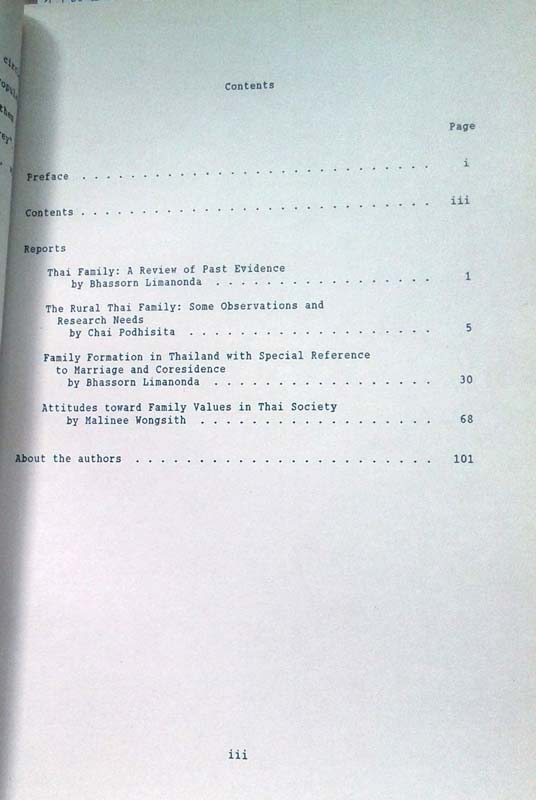 Contents
Page
Preface . . . . . . . . . . . . . . . . . . . . . . . i
Contents . . . . . . . . . . . . . . . . . . . . . . . iii
Reports
Thai Family: A Review of Past Evidence
by Bhassorn Limanonda . . . . . . . . . . . . . . 1
The Rural Thai Family: Some Observations and
Research Needs
by Chai Podhisita . . . . . . . . . . . . . . . . 5
Family Formation in Thailand with Special Reference
to Marriage and Coresidence
by Bhassorn Limanonda . . . . . . . . . . . . . . 30
Attitudes toward Family Values in Thai Society
by Malinee Wongsith . . . . . . . . . . . . . . . 68
About the authors . . . . . . . . . . . . . . . . . . . 101
iii